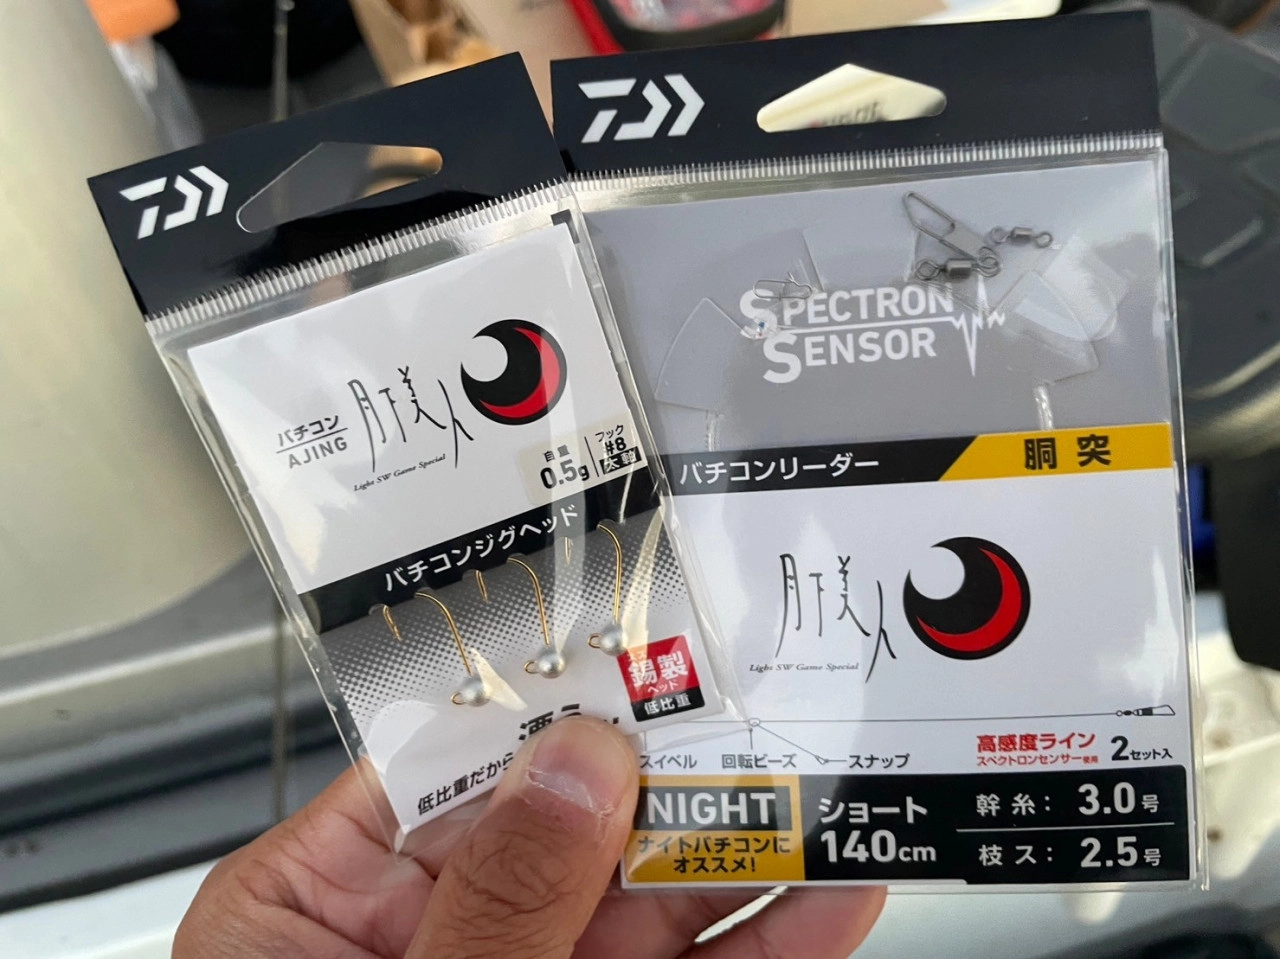 バチコン
AJING
月下美人
Light SW Game Special
自重
0.5g
フック
#8
太軸
バチコンジグヘッド
スズ
錫製
ヘッド
低比重
低比重だから
SPECTRON
SENSOR
バチコンリーダー
胴突
月下美人
Light SW Game Special
スイベル
回転ビーズ
スナップ
高感度ライン
スペクトロンセンサー使用
2セット入
NIGHT
ナイトバチコンに
オススメ!
ショート
140cm
幹糸: 3.0号
枝ス: 2.5号